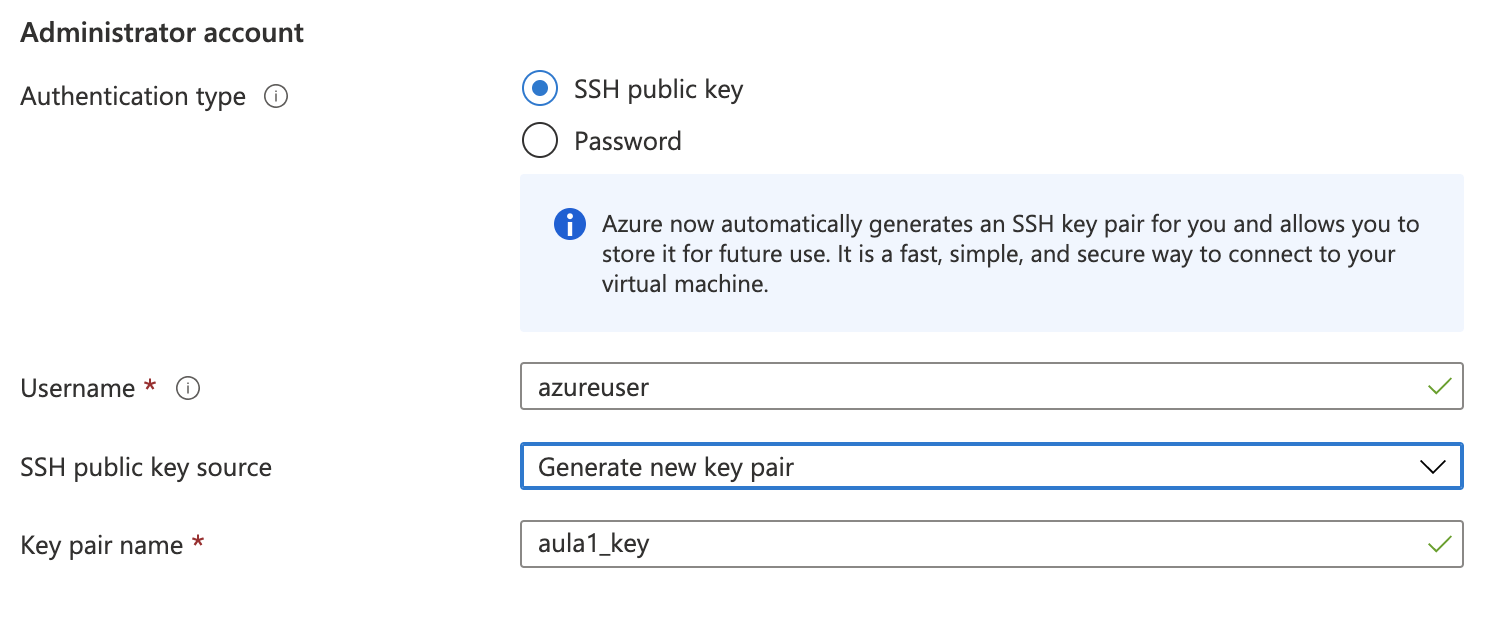 Administrator account
Authentication type
SSH public key
Password
Azure now automatically generates an SSH key pair for you and allows you to
store it for future use. It is a fast, simple, and secure way to connect to your
virtual machine.
Username *
azureuser
SSH public key source
Generate new key pair
Key pair name *
aula1_key